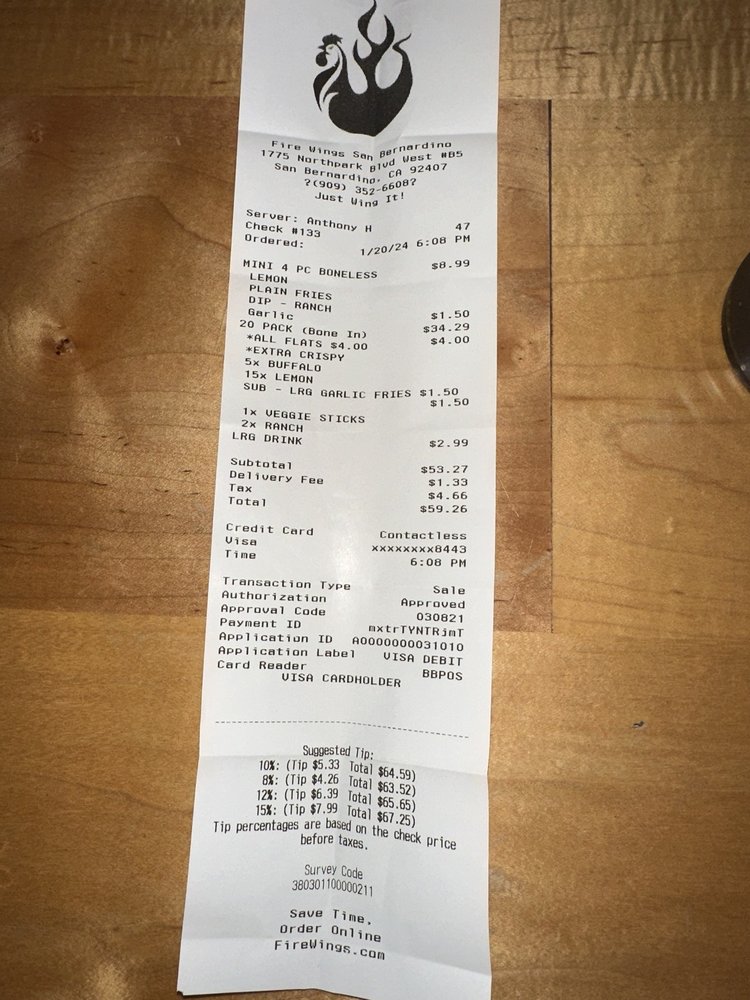 Fire Wings San Bernardino
1775 Northpark Blvd West #B5
San Bernardino, CA 92407
?(909) 352-6608?
Just Wing It!
Server: Anthony H
Check #133 47
Ordered: 1/20/24 6:08 PM
MINI 4 PC BONELESS $8.99
LEMON
PLAIN FRIES
DIP - RANCH
Garlic $1.50
20 PACK (Bone In) $34.29
*ALL FLATS $4.00 $4.00
*EXTRA CRISPY
5x BUFFALO
15x LEMON
SUB - LRG GARLIC FRIES $1.50
$1.50
1x VEGGIE STICKS
2x RANCH
LRG DRINK $2.99
Subtotal $53.27
Delivery Fee $1.33
Tax $4.66
Total $59.26
Credit Card Contactless
Visa xxxxxxxx8443
Time 6:08 PM
Transaction Type Sale
Authorization Approved
Approval Code 030821
Payment ID mxtrTYNTRjmT
Application ID A0000000031010
Application Label VISA DEBIT
Card Reader BBPOS
VISA CARDHOLDER
Suggested Tip:
10%: (Tip $5.33 Total $64.59)
8%: (Tip $4.26 Total $63.52)
12%: (Tip $6.39 Total $65.65)
15%: (Tip $7.99 Total $67.25)
Tip percentages are based on the check price
before taxes.
Survey Code
380301100000211
Save Time,
Order Online
FireWings.com